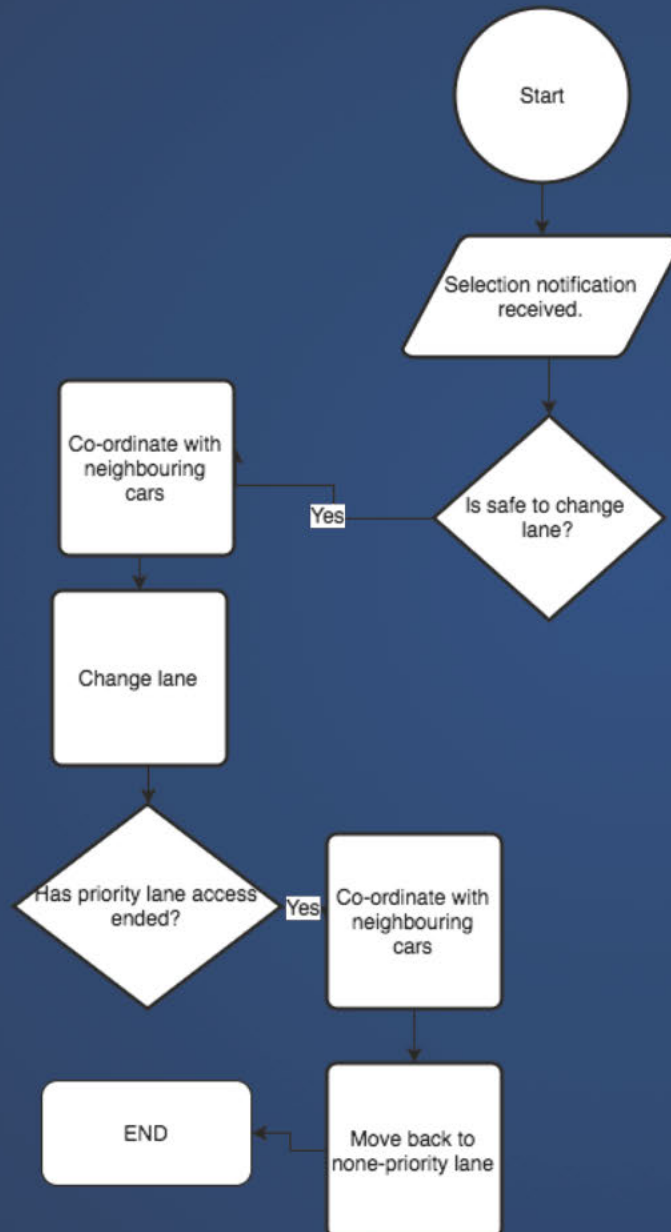 Start
Selection notification
received.
Is safe to change
lane?
Yes
Co-ordinate with
neighbouring
cars
Change lane
Has priority lane access
ended?
Yes
Co-ordinate with
neighbouring
cars
Move back to
none-priority lane
END